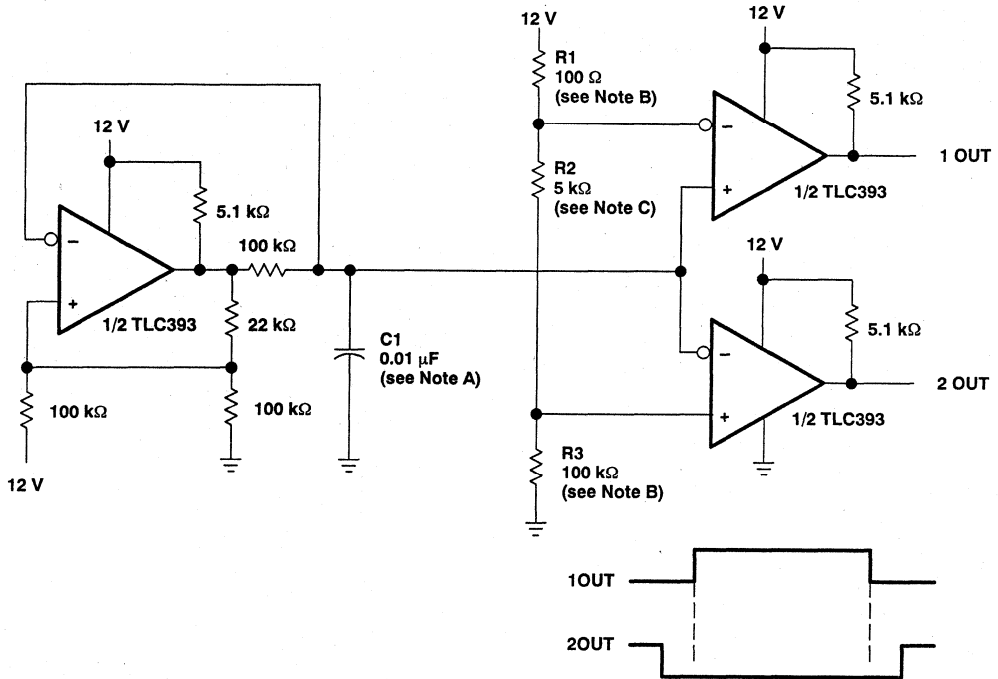 12 V
5.1 kΩ
100 kΩ
−
+
1/2 TLC393
22 kΩ
100 kΩ
100 kΩ
12 V
C1
0.01 μF
(see Note A)
12 V
R1
100 Ω
(see Note B)
R2
5 kΩ
(see Note C)
R3
100 kΩ
(see Note B)
12 V
5.1 kΩ
−
+
1 OUT
1/2 TLC393
12 V
5.1 kΩ
−
+
2 OUT
1/2 TLC393
1OUT
2OUT